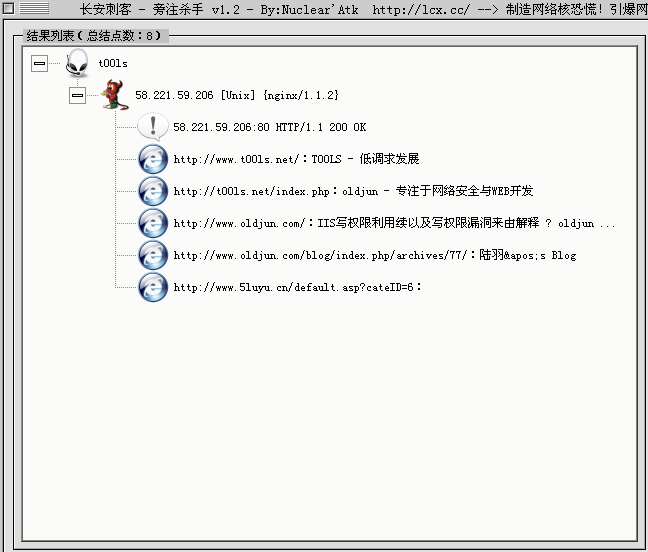 长安刺客 - 旁注杀手 v1.2 - By:Nuclear'Atk  http://lcx.cc/ --> 制造网络核恐慌!引爆网
结果列表(总结点数:8)
t00ls
58.221.59.206 [Unix] {nginx/1.1.2}
58.221.59.206:80 HTTP/1.1 200 OK
http://www.t00ls.net/:T00LS - 低调求发展
http://t00ls.net/index.php:oldjun - 专注于网络安全与WEB开发
http://www.oldjun.com/:IIS写权限利用续以及写权限漏洞来由解释 ? oldjun ...
http://www.oldjun.com/blog/index.php/archives/77/:陆羽&apos;s Blog
http://www.5luyu.cn/default.asp?cateID=6: